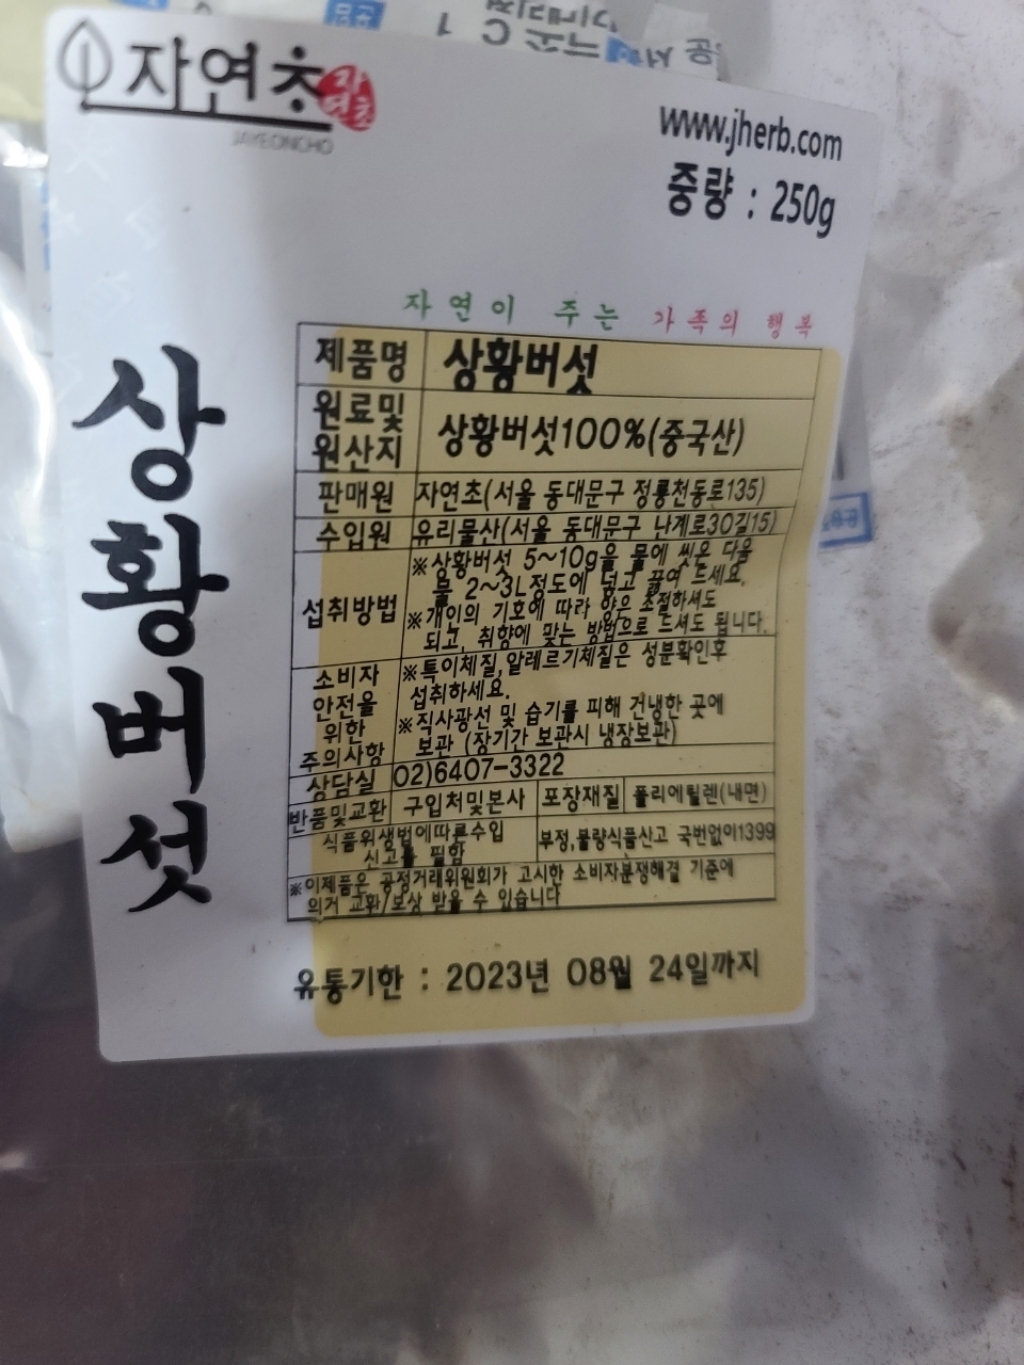 자연초
자연초
JAYEONCHO
www.jherb.com
중량 : 250g
자연이 주는 가족의 행복
상황버섯
제품명 상황버섯
원료및 원산지 상황버섯100%(중국산)
판매원 자연초(서울 동대문구 정릉천동로135)
수입원 유리물산(서울 동대문구 난계로30길15)
섭취방법 ※상황버섯 5~10g을 물에 씻은 다음
물 2~3L정도에 넣고 끓여 드세요.
※개인의 기호에 따라 양은 조절하셔도
되고, 취향에 맞는 방법으로 드셔도 됩니다.
소비자 안전을 위한 주의사항 ※특이체질,알레르기체질은 성분확인후
섭취하세요.
※직사광선 및 습기를 피해 건냉한 곳에
보관 (장기간 보관시 냉장보관)
상담실 02)6407-3322
반품및교환 구입처및본사 포장재질 폴리에틸렌(내면)
식품위생법에따른수입
신고를 필함
부정,불량식품신고 국번없이1399
※이제품은 공정거래위원회가 고시한 소비자분쟁해결 기준에
의거 교환/보상 받을 수 있습니다
유통기한 : 2023년 08월 24일까지